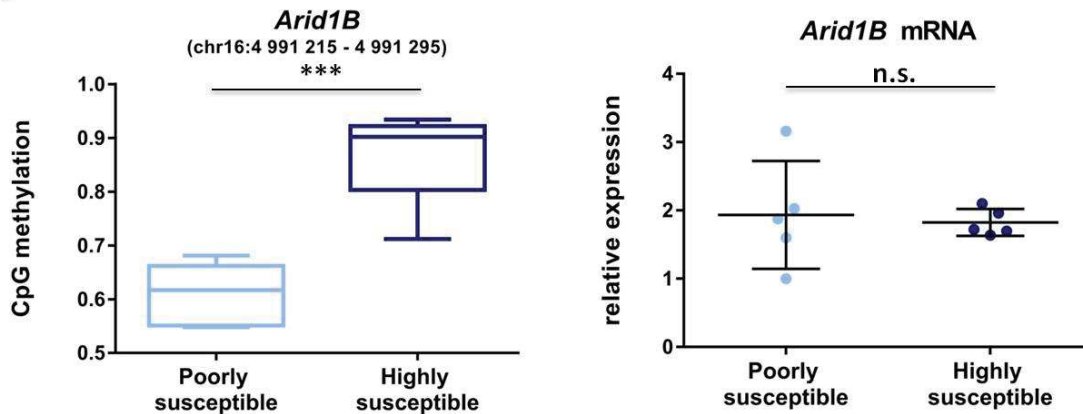 Arid1B
(chr16:4 991 215 - 4 991 295)
***
CpG methylation
1.0
0.9
0.8
0.7
0.6
0.5
Poorly
susceptible
Highly
susceptible
Arid1B mRNA
n.s.
relative expression
4
3
2
1
0
Poorly
susceptible
Highly
susceptible